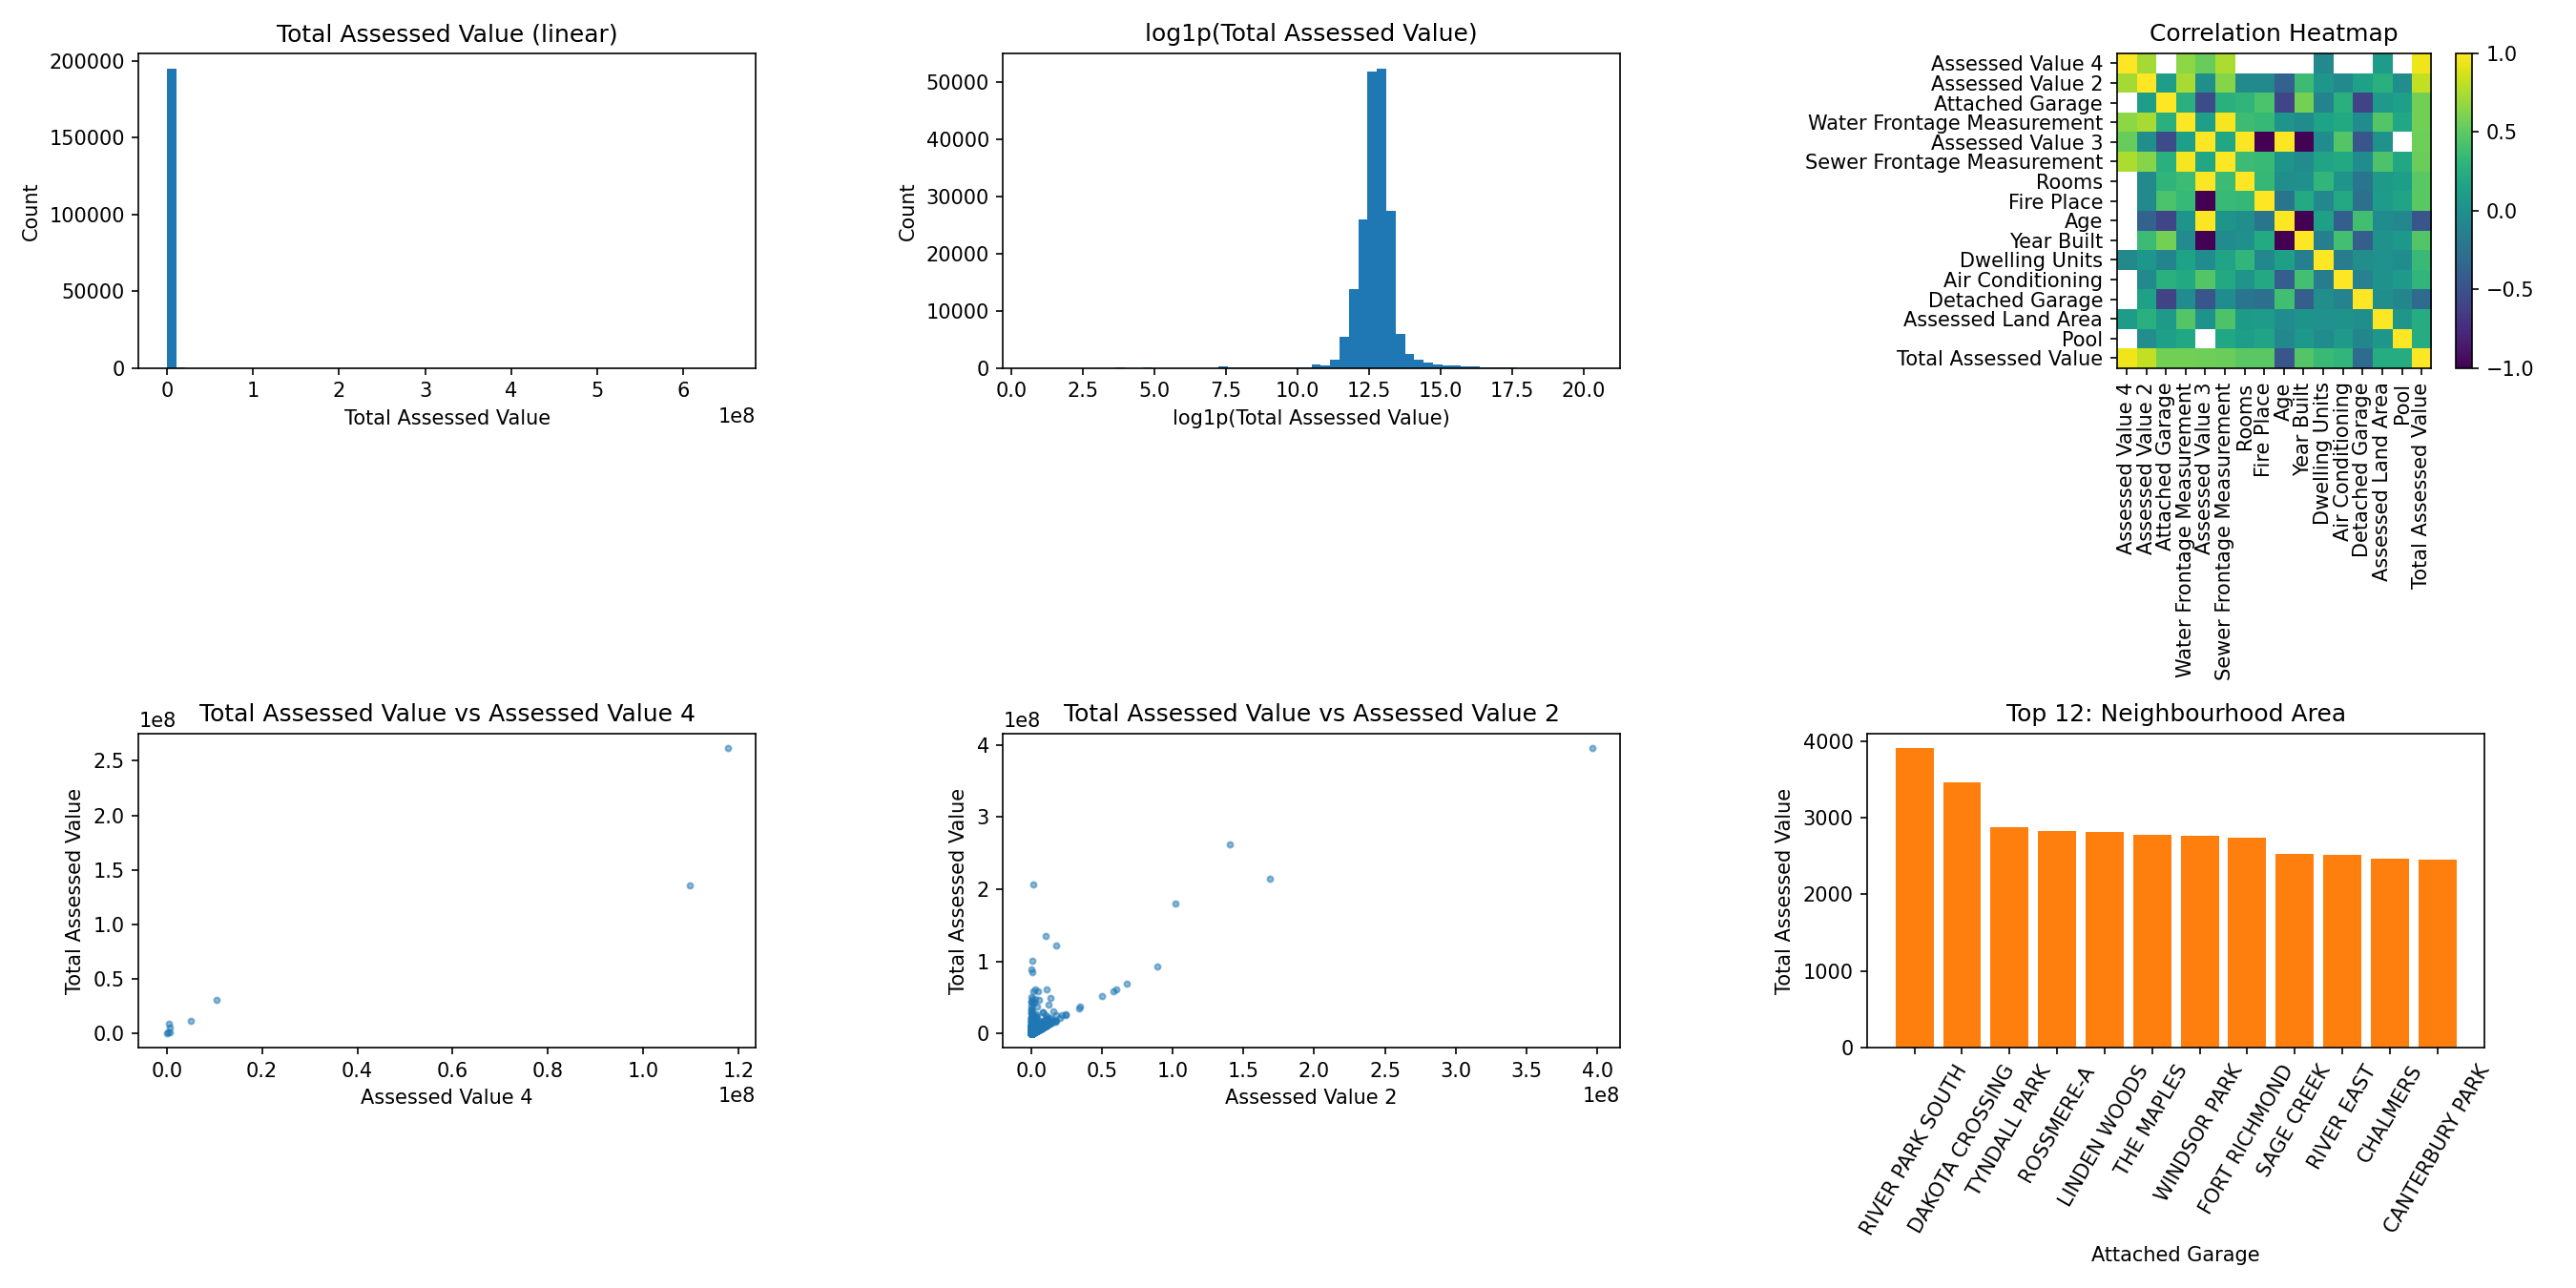 Total Assessed Value (linear)
200000
150000
100000
50000
0
Count
0 1 2 3 4 5 6
1e8
Total Assessed Value
log1p(Total Assessed Value)
50000
40000
30000
20000
10000
0
Count
0.0 2.5 5.0 7.5 10.0 12.5 15.0 17.5 20.0
log1p(Total Assessed Value)
Correlation Heatmap
Assessed Value 4
Assessed Value 2
Attached Garage
Water Frontage Measurement
Assessed Value 3
Sewer Frontage Measurement
Rooms
Fire Place
Age
Year Built
Dwelling Units
Air Conditioning
Detached Garage
Assessed Land Area
Pool
Total Assessed Value
Assessed Value 4
Assessed Value 2
Attached Garage
Water Frontage Measurement
Assessed Value 3
Sewer Frontage Measurement
Rooms
Fire Place
Age
Year Built
Dwelling Units
Air Conditioning
Detached Garage
Assessed Land Area
Pool
Total Assessed Value
1.0
0.5
0.0
−0.5
−1.0
Total Assessed Value vs Assessed Value 4
1e8
2.5
2.0
1.5
1.0
0.5
0.0
Total Assessed Value
0.0 0.2 0.4 0.6 0.8 1.0 1.2
1e8
Assessed Value 4
Total Assessed Value vs Assessed Value 2
1e8
4
3
2
1
0
Total Assessed Value
0.0 0.5 1.0 1.5 2.0 2.5 3.0 3.5 4.0
1e8
Assessed Value 2
Top 12: Neighbourhood Area
4000
3000
2000
1000
0
Total Assessed Value
RIVER PARK SOUTH
DAKOTA CROSSING
TYNDALL PARK
ROSSMERE-A
LINDEN WOODS
THE MAPLES
WINDSOR PARK
FORT RICHMOND
SAGE CREEK
RIVER EAST
CHALMERS
CANTERBURY PARK
Attached Garage